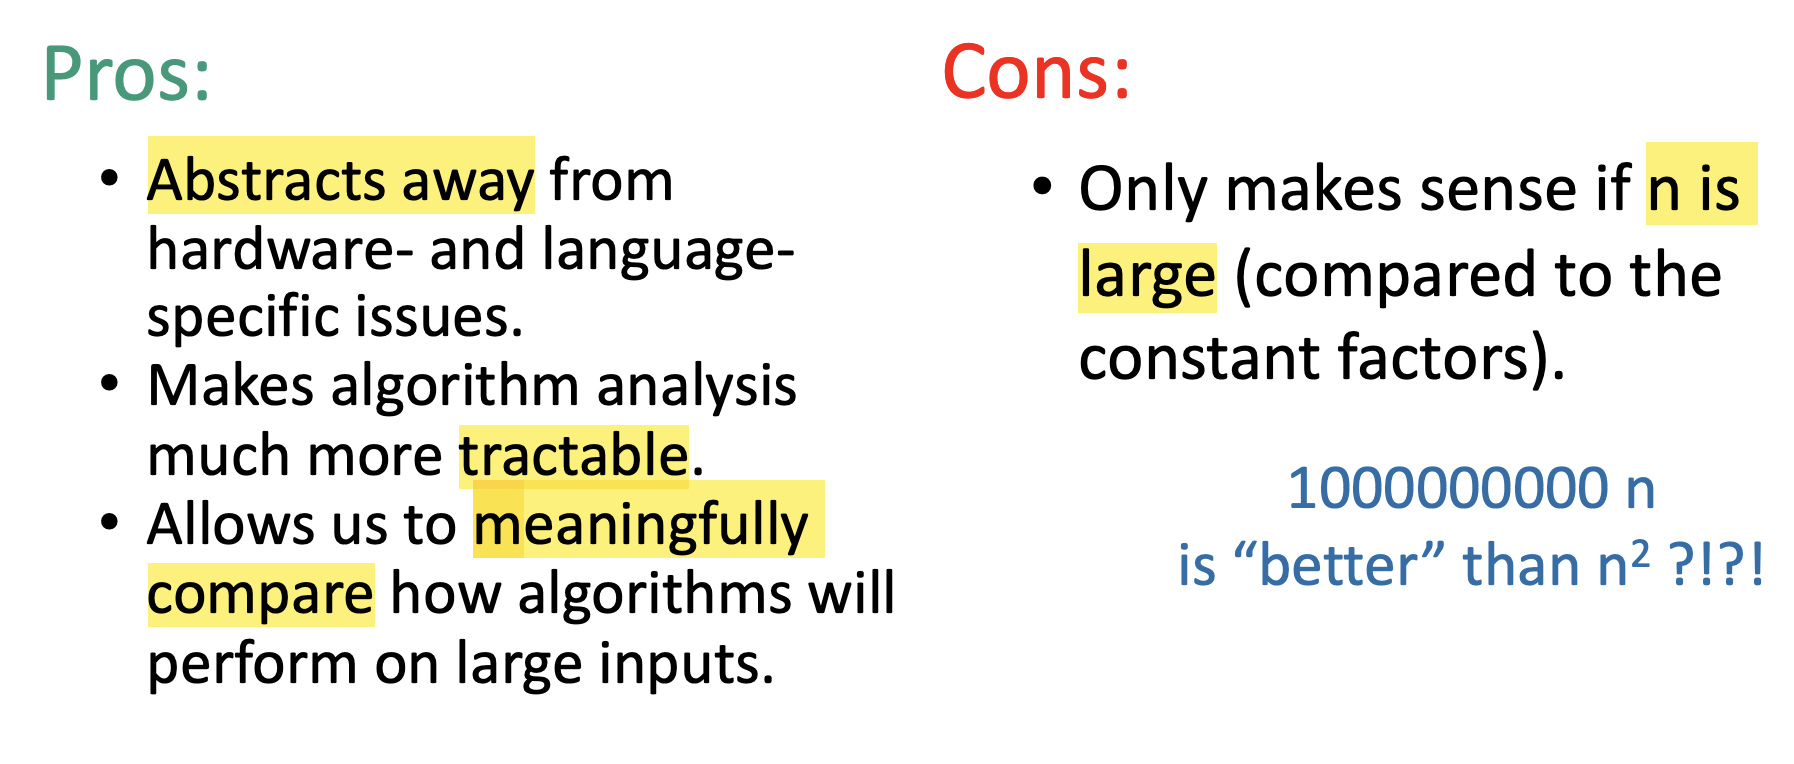 Pros:
• Abstracts away from
hardware- and language-
specific issues.
• Makes algorithm analysis
much more tractable.
• Allows us to meaningfully
compare how algorithms will
perform on large inputs.
Cons:
• Only makes sense if n is
large (compared to the
constant factors).
1000000000 n
is “better” than n² ?!?!